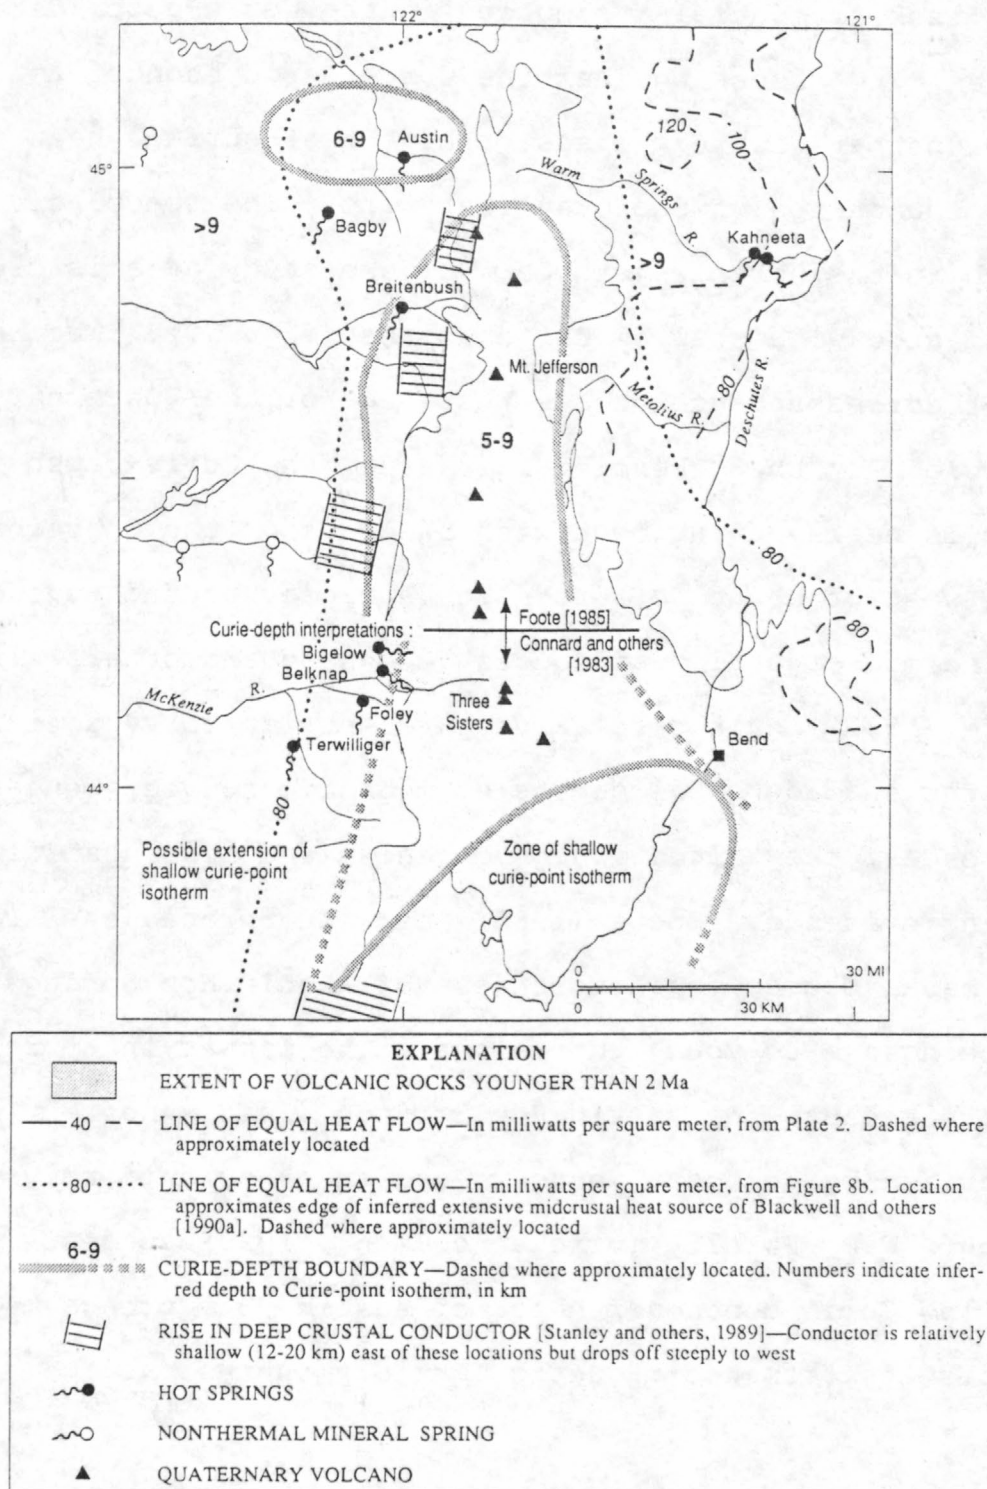 122°
121°
6-9
Austin
120
100
45°
Warm
Springs
R.
>9
Bagby
>9
Kahneeta
Breitenbush
Mt. Jefferson
80
Metolius R.
Deschutes R.
5-9
80
Foote [1985]
Curie-depth interpretations :
Connard and others
[1983]
80
Bigelow
Belknap
McKenzie
R.
Foley
Three
Sisters
Terwilliger
Bend
44°
80
Possible extension of
shallow curie-point
isotherm
Zone of shallow
curie-point isotherm
0
30 MI
0
30 KM
EXPLANATION
EXTENT OF VOLCANIC ROCKS YOUNGER THAN 2 Ma
40
LINE OF EQUAL HEAT FLOW—In milliwatts per square meter, from Plate 2. Dashed where
approximately located
80
LINE OF EQUAL HEAT FLOW—In milliwatts per square meter, from Figure 8b. Location
approximates edge of inferred extensive midcrustal heat source of Blackwell and others
[1990a]. Dashed where approximately located
6-9
CURIE-DEPTH BOUNDARY—Dashed where approximately located. Numbers indicate infer-
red depth to Curie-point isotherm, in km
RISE IN DEEP CRUSTAL CONDUCTOR [Stanley and others, 1989]—Conductor is relatively
shallow (12-20 km) east of these locations but drops off steeply to west
HOT SPRINGS
NONTHERMAL MINERAL SPRING
QUATERNARY VOLCANO